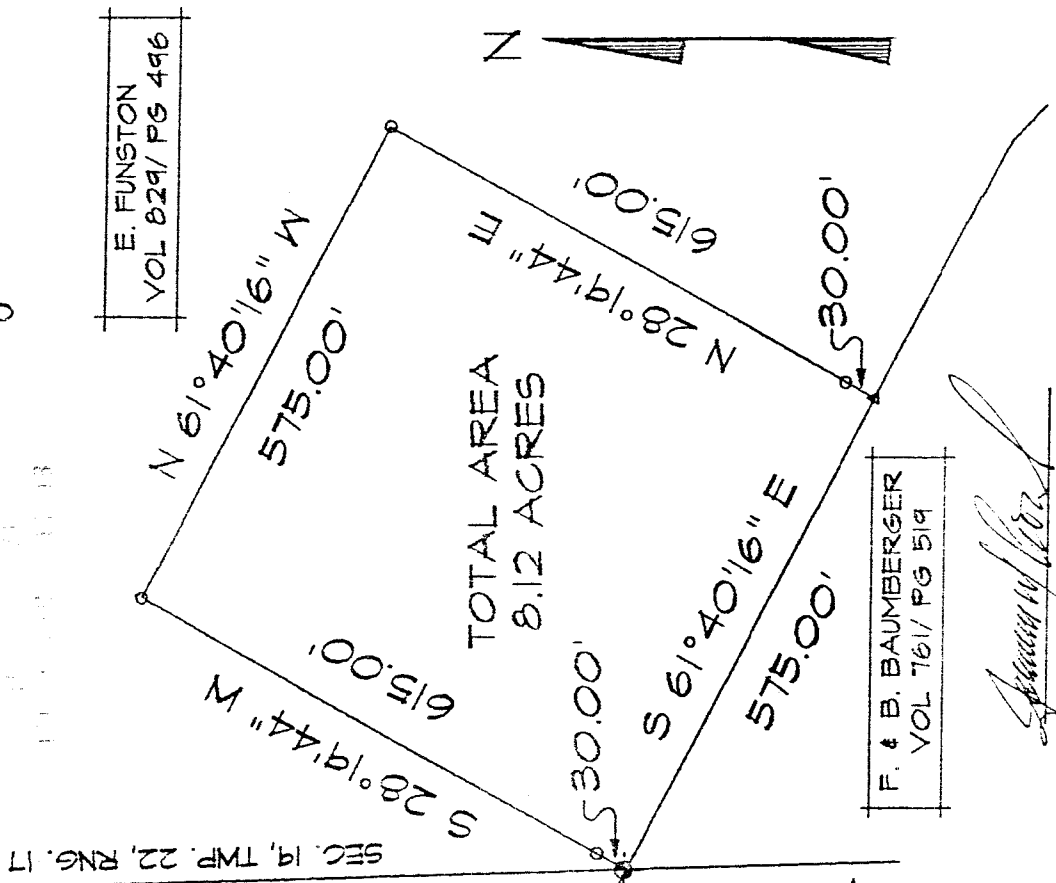 E. FUNSTON
VOL 829/ PG 496
N
N 61°40'16" W
575.00'
N 28°19'44" E
615.00'
30.00'
TOTAL AREA
8.12 ACRES
S 28°19'44" W
615.00'
30.00'
S 61°40'16" E
575.00'
F. & B. BAUMBERGER
VOL 761/ PG 519
SEC. 19, TWP. 22, RNG. 17